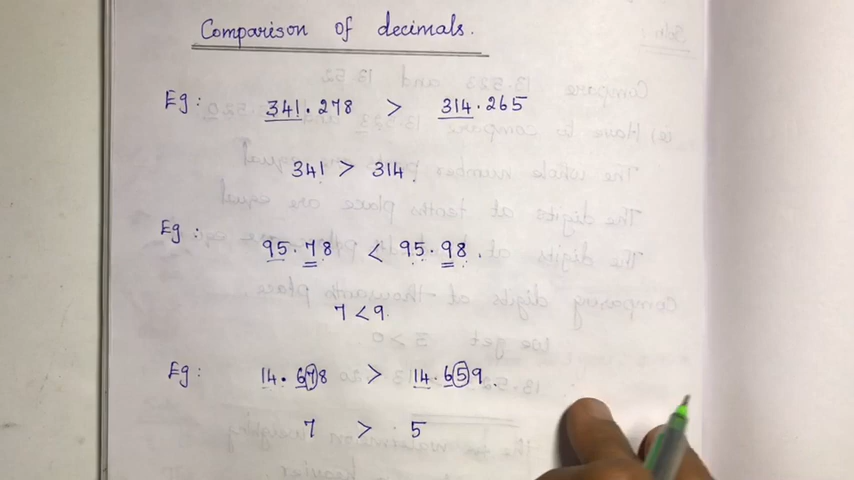 Comparison of decimals.
Eg: 341.278 > 314.265
341 > 314
Eg: 95.78 < 95.98.
7 < 9.
Eg: 14.678 > 14.659.
7 > 5